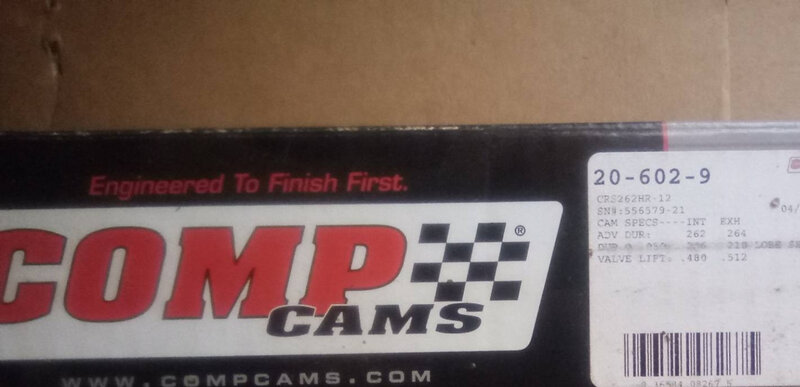 Engineered To Finish First.
COMP®
CAMS
WWW.COMPCAMS.COM
20-602-9
CRS262HR-12
SN#:556579-21
04/
CAM SPECS----INT EXH
ADV DUR: 262 264
VALVE LIFT: .480 .512